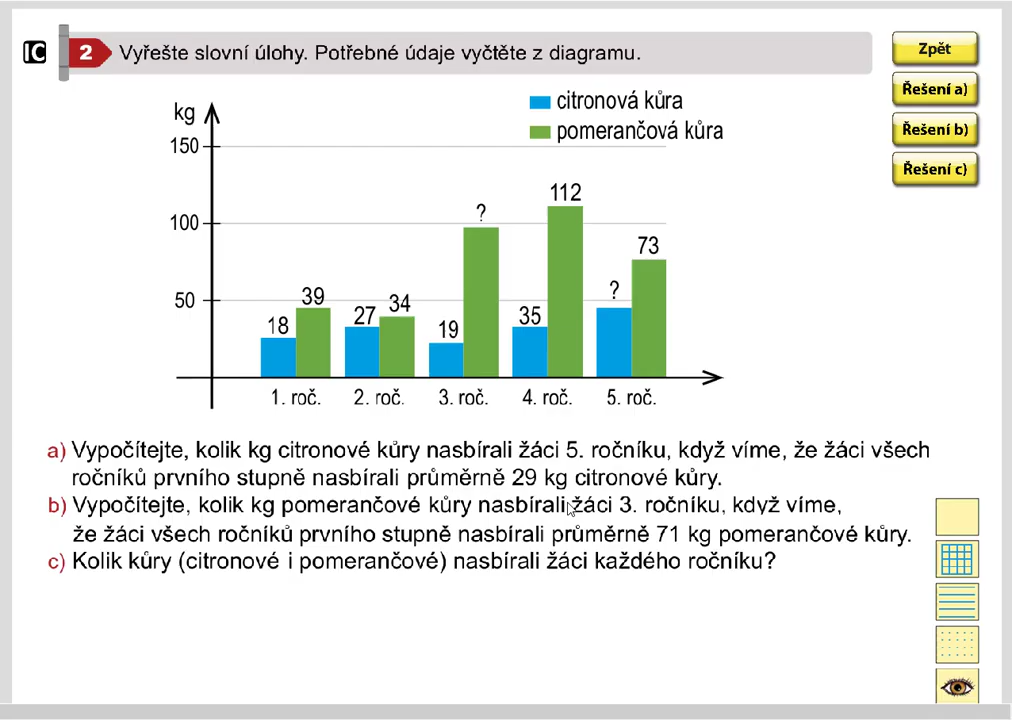 IC
2 Vyřešte slovní úlohy. Potřebné údaje vyčtěte z diagramu.
Zpět
Řešení a)
Řešení b)
Řešení c)
citronová kůra
pomerančová kůra
kg
150
100
50
18 39 27 34 19 ? 35 112 ? 73
1. roč. 2. roč. 3. roč. 4. roč. 5. roč.
a) Vypočítejte, kolik kg citronové kůry nasbírali žáci 5. ročníku, když víme, že žáci všech
ročníků prvního stupně nasbírali průměrně 29 kg citronové kůry.
b) Vypočítejte, kolik kg pomerančové kůry nasbírali žáci 3. ročníku, když víme,
že žáci všech ročníků prvního stupně nasbírali průměrně 71 kg pomerančové kůry.
c) Kolik kůry (citronové i pomerančové) nasbírali žáci každého ročníku?